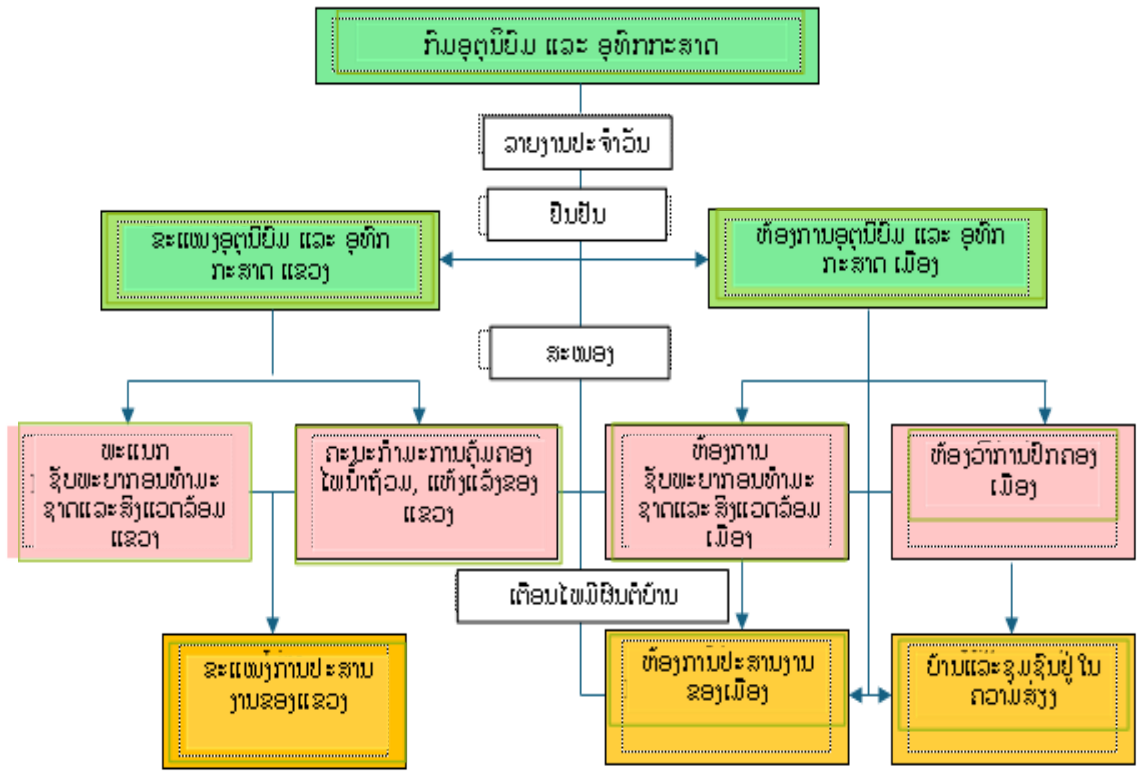 ກົມອຸຕຸນິຍົມ ແລະ ອຸທົກກະສາດ
ລາຍງານປະຈຳວັນ
ຢືນຢັນ
ຂະແໜງອຸຕຸນິຍົມ ແລະ ອຸທົກ
ກະສາດ ແຂວງ
ຫ້ອງການອຸຕຸນິຍົມ ແລະ ອຸທົກ
ກະສາດ ເມືອງ
ສະໜອງ
ພະແນກ
ຊັບພະຍາກອນທຳມະ
ຊາດແລະສິ່ງແວດລ້ອມ
ແຂວງ
ຄະນະກຳມະການຄຸ້ມຄອງ
ໄພນ້ຳຖ້ວມ, ແຫ້ງແລ້ງຂອງ
ແຂວງ
ຫ້ອງການ
ຊັບພະຍາກອນທຳມະ
ຊາດແລະສິ່ງແວດລ້ອມ
ເມືອງ
ຫ້ອງວ່າການປົກຄອງ
ເມືອງ
ເຕືອນໄພມີຜົນຕໍ່ບ້ານ
ຂະແໜງການປະສານ
ງານຂອງແຂວງ
ຫ້ອງການປະສານງານ
ຂອງເມືອງ
ບ້ານແລະຊຸມຊົນຢູ່ໃນ
ຄວາມສ່ຽງ